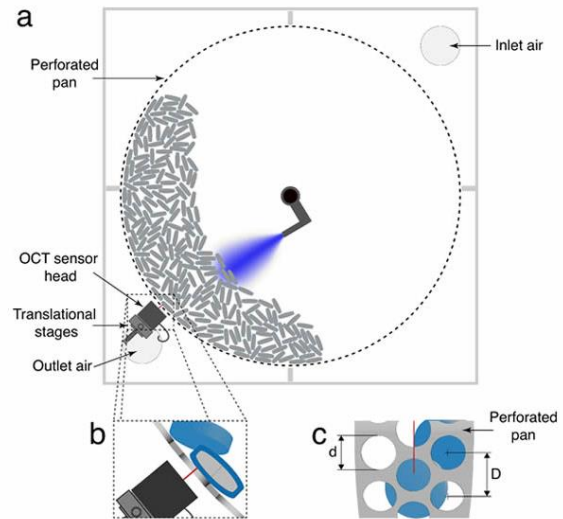 a
Inlet air
Perforated
pan
OCT sensor
head
Translational
stages
Outlet air
b
c
Perforated
pan
d
D